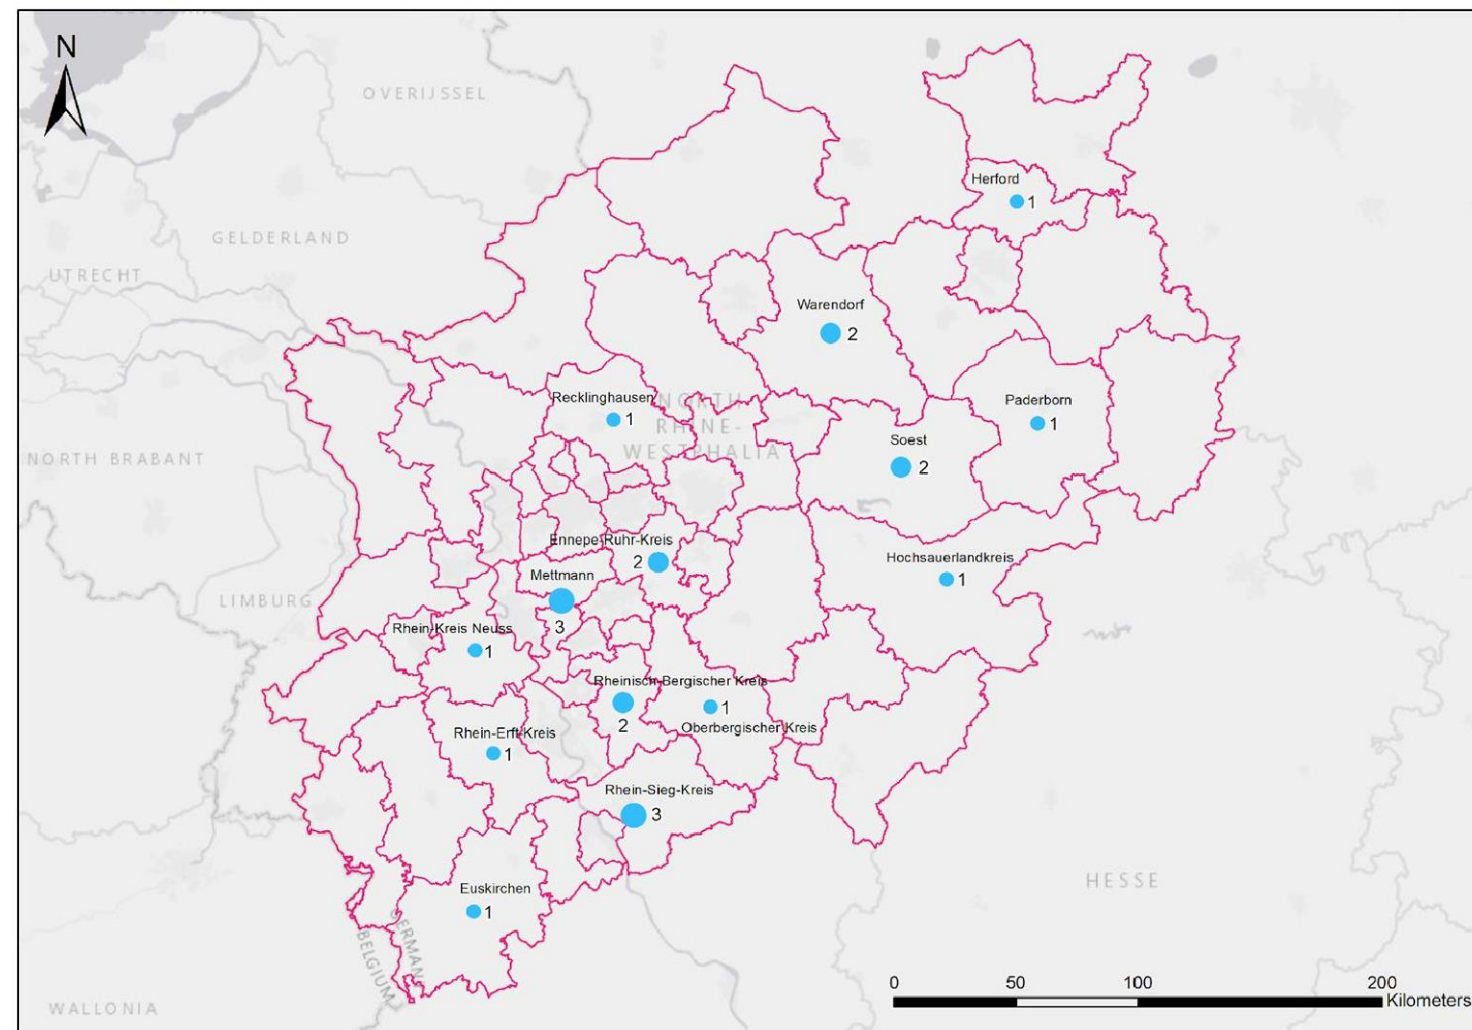 N
OVERIJSSEL
Herford
1
GELDERLAND
UTRECHT
Warendorf
2
Recklinghausen
1
NORTH
RHINE-
WESTPHALIA
Paderborn
1
Soest
2
NORTH BRABANT
Ennepe-Ruhr-Kreis
2
Hochsauerlandkreis
1
Mettmann
3
LIMBURG
Rhein-Kreis Neuss
1
Rheinisch-Bergischer Kreis
2
1
Oberbergischer Kreis
Rhein-Erft-Kreis
1
Rhein-Sieg-Kreis
3
HESSE
Euskirchen
1
GERMAN
BELGIUM
WALLONIA
0 50 100 200
Kilometers